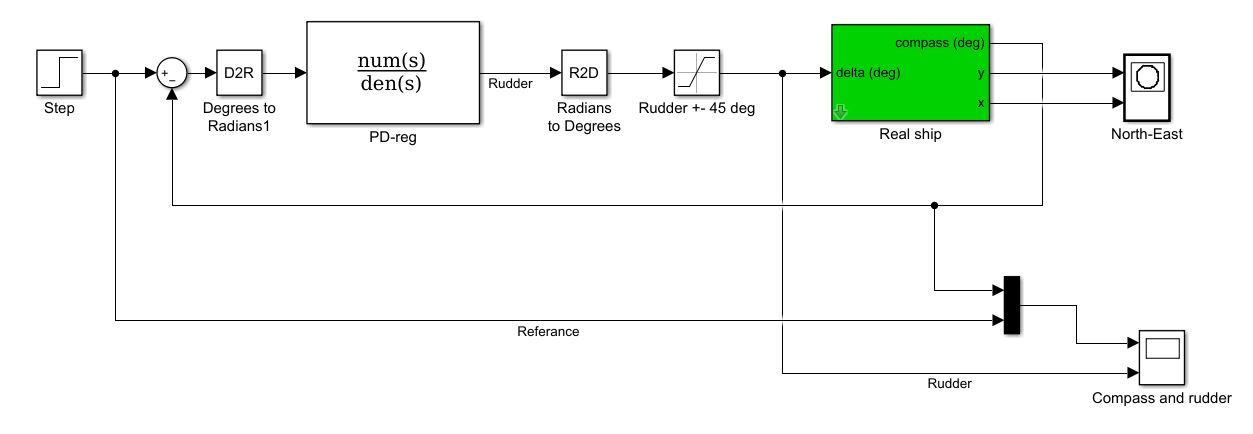 Step
+
−
D2R
Degrees to
Radians1
num(s)
den(s)
PD-reg
Rudder
R2D
Radians
to Degrees
Rudder +- 45 deg
compass (deg)
delta (deg)
y
x
Real ship
North-East
Referance
Rudder
Compass and rudder